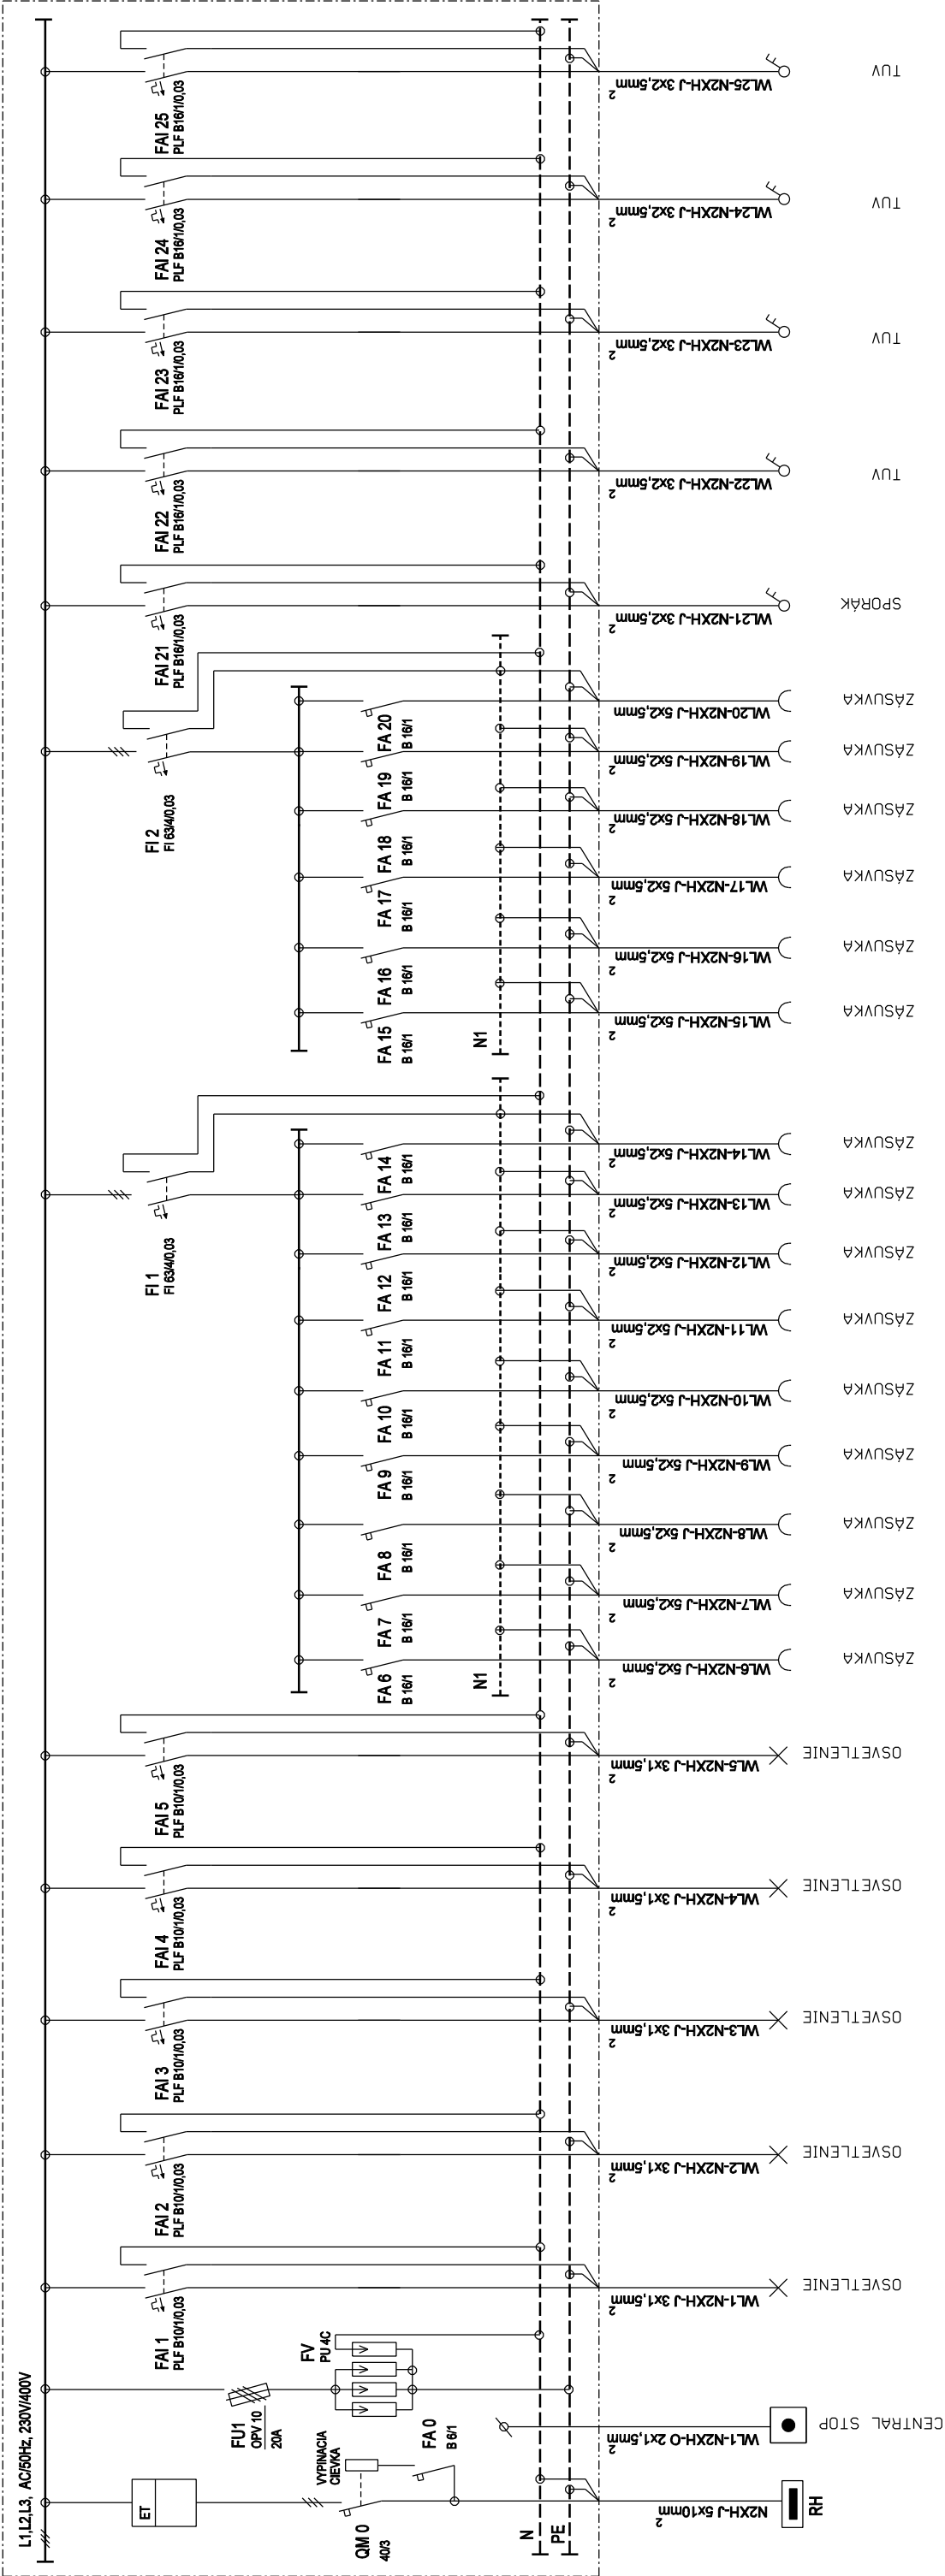 L1,L2,L3, AC/50Hz, 230V/400V
ET
QM 0
40/3
VYPINACIA
CIEVKA
FA 0
B 6/1
FU1
OPV 10
20A
FV
PU 4C
N
PE
N2XH-J 5x10mm2
RH
WL1-N2XH-O 2x1,5mm2
CENTRAL STOP
FAI 1
PLF B10/1/0,03
WL1-N2XH-J 3x1,5mm2
OSVETLENIE
FAI 2
PLF B10/1/0,03
WL2-N2XH-J 3x1,5mm2
OSVETLENIE
FAI 3
PLF B10/1/0,03
WL3-N2XH-J 3x1,5mm2
OSVETLENIE
FAI 4
PLF B10/1/0,03
WL4-N2XH-J 3x1,5mm2
OSVETLENIE
FAI 5
PLF B10/1/0,03
WL5-N2XH-J 3x1,5mm2
OSVETLENIE
FI 1
FI 63/4/0,03
N1
FA 6
B 16/1
WL6-N2XH-J 5x2,5mm2
ZÁSUVKA
FA 7
B 16/1
WL7-N2XH-J 5x2,5mm2
ZÁSUVKA
FA 8
B 16/1
WL8-N2XH-J 5x2,5mm2
ZÁSUVKA
FA 9
B 16/1
WL9-N2XH-J 5x2,5mm2
ZÁSUVKA
FA 10
B 16/1
WL10-N2XH-J 5x2,5mm2
ZÁSUVKA
FA 11
B 16/1
WL11-N2XH-J 5x2,5mm2
ZÁSUVKA
FA 12
B 16/1
WL12-N2XH-J 5x2,5mm2
ZÁSUVKA
FA 13
B 16/1
WL13-N2XH-J 5x2,5mm2
ZÁSUVKA
FA 14
B 16/1
WL14-N2XH-J 5x2,5mm2
ZÁSUVKA
FI 2
FI 63/4/0,03
N1
FA 15
B 16/1
WL15-N2XH-J 5x2,5mm2
ZÁSUVKA
FA 16
B 16/1
WL16-N2XH-J 5x2,5mm2
ZÁSUVKA
FA 17
B 16/1
WL17-N2XH-J 5x2,5mm2
ZÁSUVKA
FA 18
B 16/1
WL18-N2XH-J 5x2,5mm2
ZÁSUVKA
FA 19
B 16/1
WL19-N2XH-J 5x2,5mm2
ZÁSUVKA
FA 20
B 16/1
WL20-N2XH-J 5x2,5mm2
ZÁSUVKA
FAI 21
PLF B16/1/0,03
WL21-N2XH-J 3x2,5mm2
SPORÁK
FAI 22
PLF B16/1/0,03
WL22-N2XH-J 3x2,5mm2
TUV
FAI 23
PLF B16/1/0,03
WL23-N2XH-J 3x2,5mm2
TUV
FAI 24
PLF B16/1/0,03
WL24-N2XH-J 3x2,5mm2
TUV
FAI 25
PLF B16/1/0,03
WL25-N2XH-J 3x2,5mm2
TUV